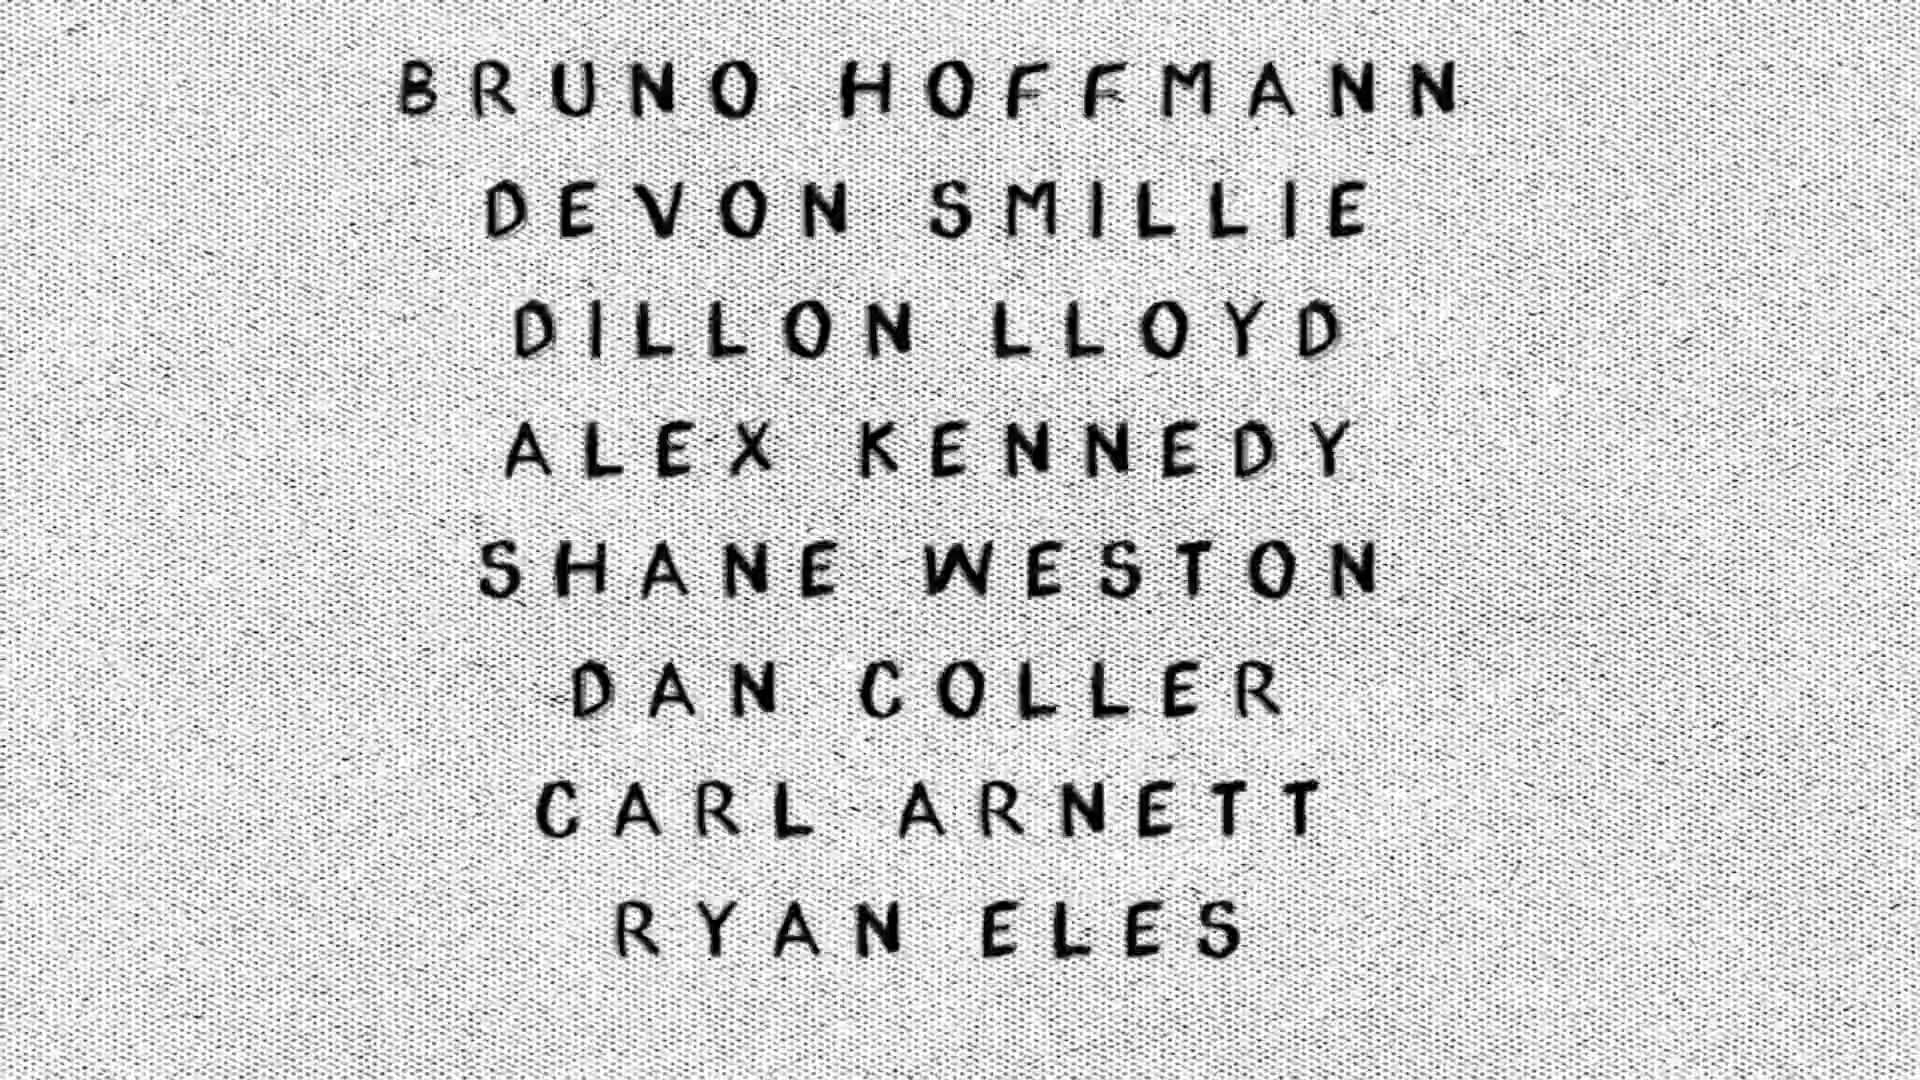 BRUNO HOFFMANN
DEVON SMILLIE
DILLON LLOYD
ALEX KENNEDY
SHANE WESTON
DAN COLLER
CARL ARNETT
RYAN ELES